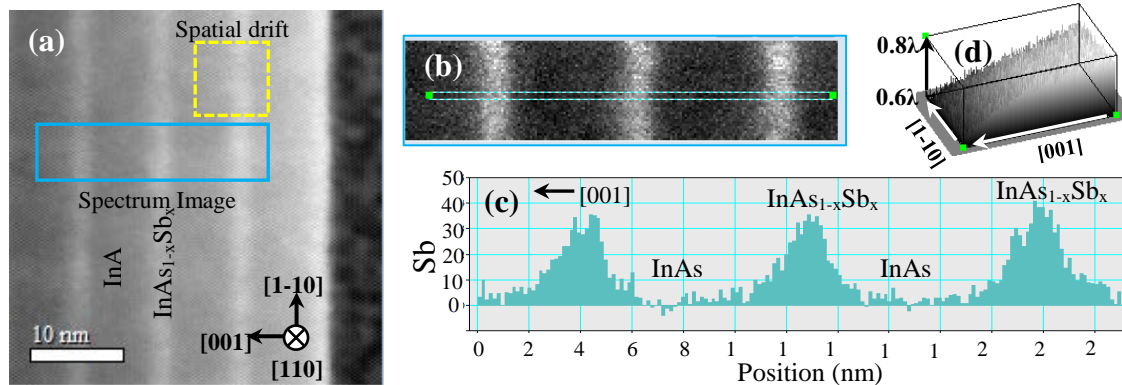 (a)
Spatial drift
Spectrum Image
InA
InAs1-xSbx
10 nm
[1-10]
[001]
[110]
(b)
(d)
0.8λ
0.6λ
[1-10]
[001]
(c)
[001]
InAs1-xSbx
InAs1-xSbx
InAs
InAs
Sb
50
40
30
20
10
0
0 2 4 6 8 1 1 1 1 1 2 2 2
Position (nm)